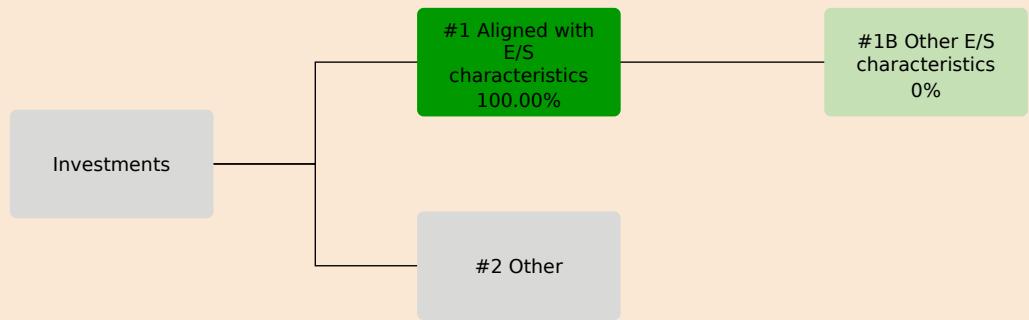 #1 Aligned with
E/S
characteristics
100.00%
#1B Other E/S
characteristics
0%
Investments
#2 Other